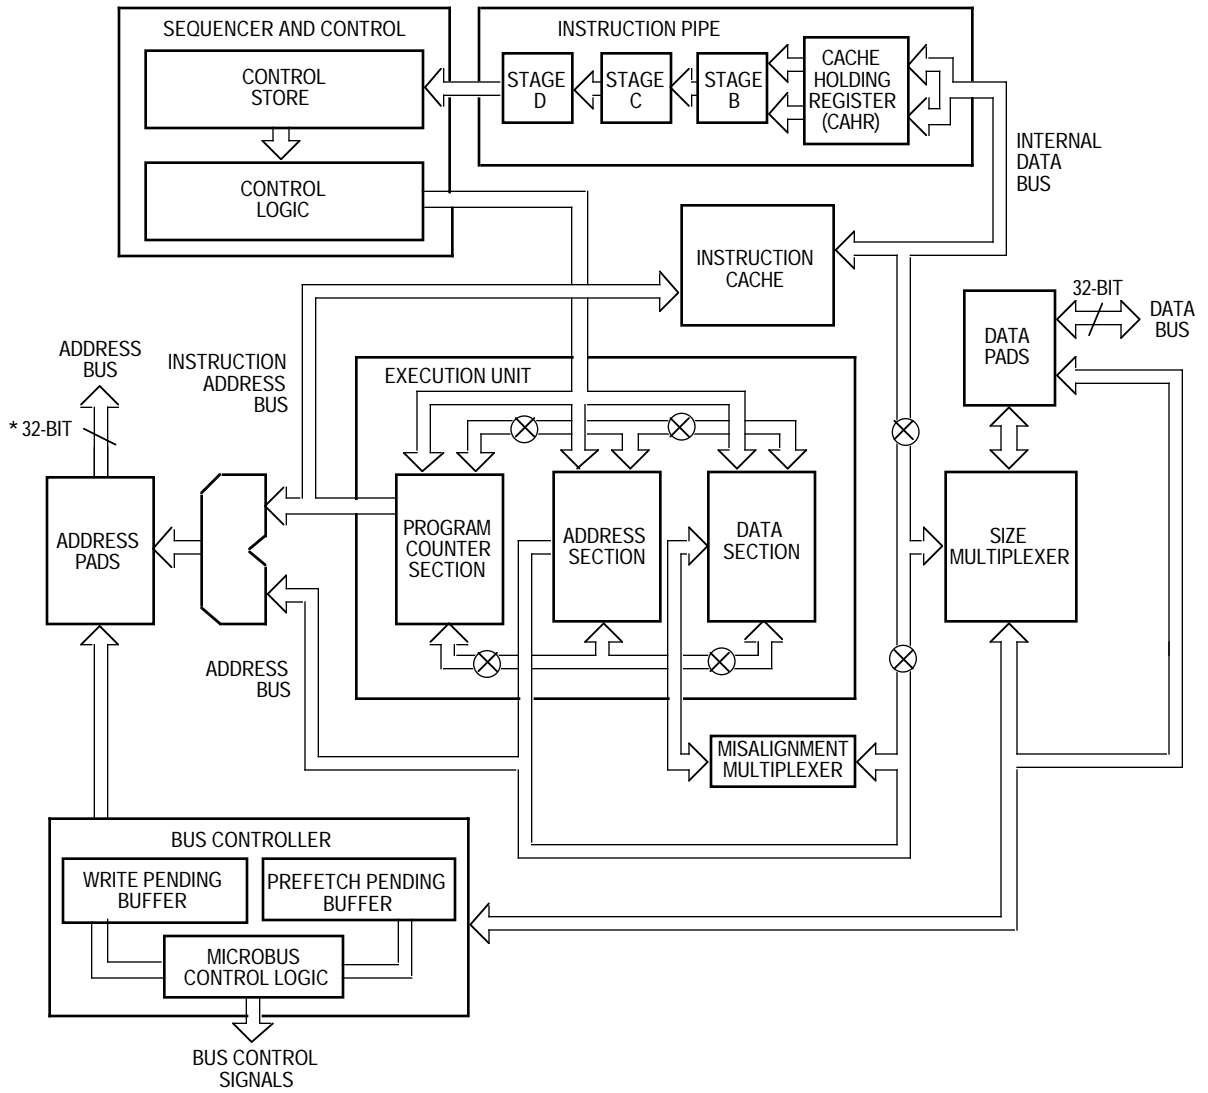 SEQUENCER AND CONTROL
CONTROL
STORE
CONTROL
LOGIC
INSTRUCTION PIPE
STAGE
D
STAGE
C
STAGE
B
CACHE
HOLDING
REGISTER
(CAHR)
INTERNAL
DATA
BUS
INSTRUCTION
CACHE
32-BIT
DATA
BUS
DATA
PADS
ADDRESS
BUS
* 32-BIT
INSTRUCTION
ADDRESS
BUS
EXECUTION UNIT
ADDRESS
PADS
PROGRAM
COUNTER
SECTION
ADDRESS
SECTION
DATA
SECTION
SIZE
MULTIPLEXER
ADDRESS
BUS
MISALIGNMENT
MULTIPLEXER
BUS CONTROLLER
WRITE PENDING
BUFFER
PREFETCH PENDING
BUFFER
MICROBUS
CONTROL LOGIC
BUS CONTROL
SIGNALS